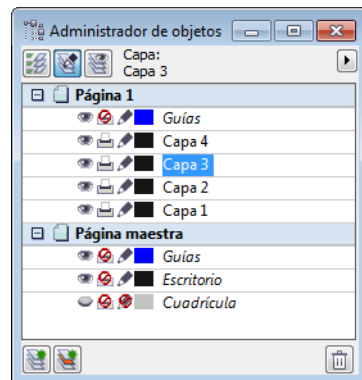 Administrador de objetos
Capa:
Capa 3
Página 1
Guías
Capa 4
Capa 3
Capa 2
Capa 1
Página maestra
Guías
Escritorio
Cuadrícula